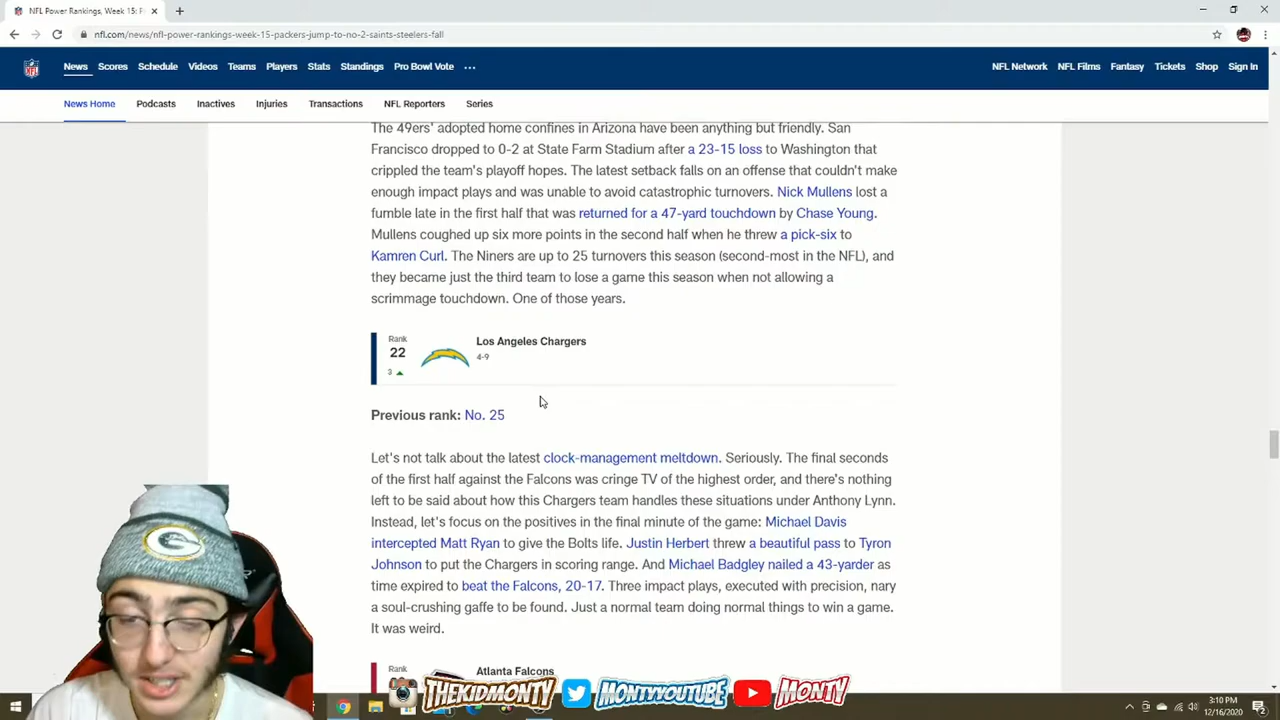 NFL Power Rankings, Week 15: P
nfl.com/news/nfl-power-rankings-week-15-packers-jump-to-no-2-saints-steelers-fall
NFL
News Scores Schedule Videos Teams Players Stats Standings Pro Bowl Vote ... NFL Network NFL Films Fantasy Tickets Shop Sign In
News Home Podcasts Inactives Injuries Transactions NFL Reporters Series
The 49ers' adopted home confines in Arizona have been anything but friendly. San
Francisco dropped to 0-2 at State Farm Stadium after a 23-15 loss to Washington that
crippled the team's playoff hopes. The latest setback falls on an offense that couldn't make
enough impact plays and was unable to avoid catastrophic turnovers. Nick Mullens lost a
fumble late in the first half that was returned for a 47-yard touchdown by Chase Young.
Mullens coughed up six more points in the second half when he threw a pick-six to
Kamren Curl. The Niners are up to 25 turnovers this season (second-most in the NFL), and
they became just the third team to lose a game this season when not allowing a
scrimmage touchdown. One of those years.
Rank
22
3
Los Angeles Chargers
4-9
Previous rank: No. 25
Let's not talk about the latest clock-management meltdown. Seriously. The final seconds
of the first half against the Falcons was cringe TV of the highest order, and there's nothing
left to be said about how this Chargers team handles these situations under Anthony Lynn.
Instead, let's focus on the positives in the final minute of the game: Michael Davis
intercepted Matt Ryan to give the Bolts life. Justin Herbert threw a beautiful pass to Tyron
Johnson to put the Chargers in scoring range. And Michael Badgley nailed a 43-yarder as
time expired to beat the Falcons, 20-17. Three impact plays, executed with precision, nary
a soul-crushing gaffe to be found. Just a normal team doing normal things to win a game.
It was weird.
Rank
Atlanta Falcons
THEKIDMONTY MONTYYOUTUBE MONTY
3:10 PM
12/16/2020
G